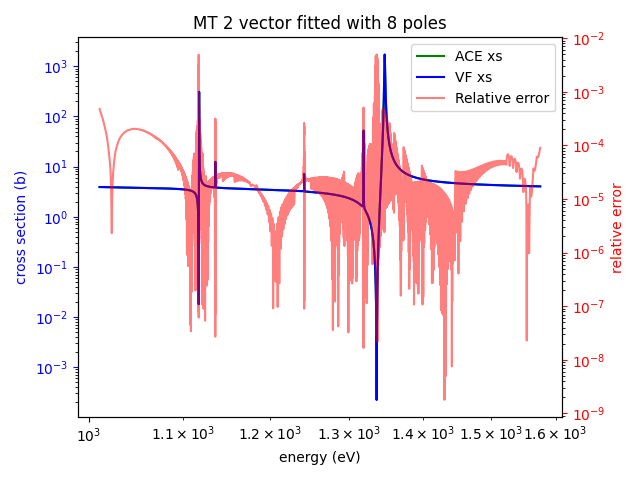 MT 2 vector fitted with 8 poles
ACE xs
VF xs
Relative error
cross section (b)
10³
10²
10¹
10⁰
10⁻¹
10⁻²
10⁻³
10⁻²
10⁻³
10⁻⁴
10⁻⁵
10⁻⁶
10⁻⁷
10⁻⁸
10⁻⁹
relative error
10³ 1.1 × 10³ 1.2 × 10³ 1.3 × 10³ 1.4 × 10³ 1.5 × 10³ 1.6 × 10³
energy (eV)